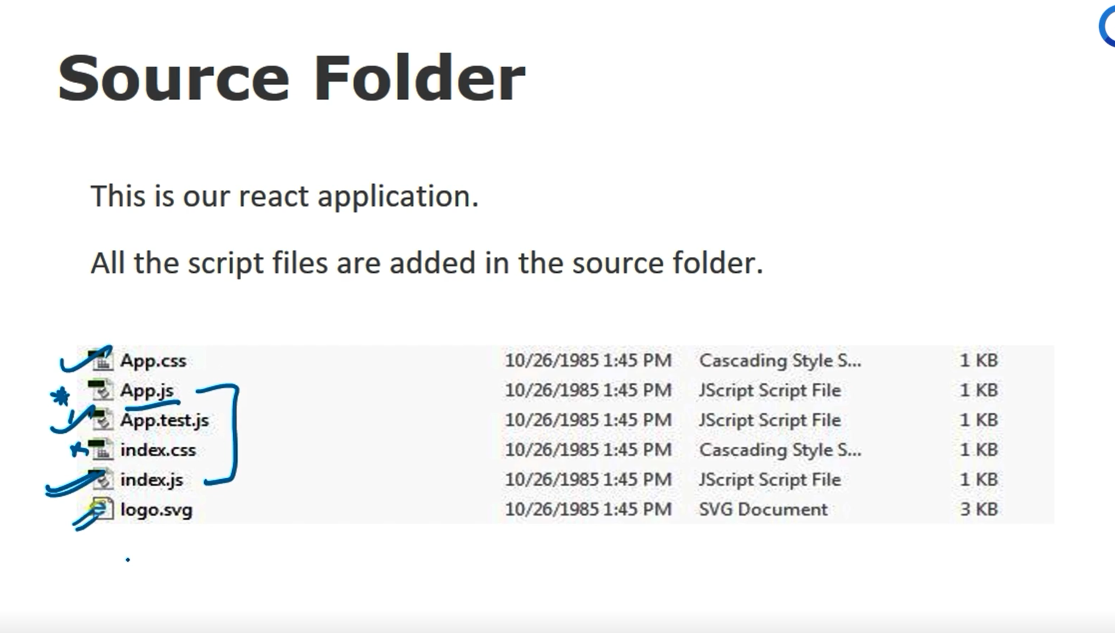 Source Folder
This is our react application.
All the script files are added in the source folder.
App.css 10/26/1985 1:45 PM Cascading Style S... 1 KB
App.js 10/26/1985 1:45 PM JScript Script File 1 KB
App.test.js 10/26/1985 1:45 PM JScript Script File 1 KB
index.css 10/26/1985 1:45 PM Cascading Style S... 1 KB
index.js 10/26/1985 1:45 PM JScript Script File 1 KB
logo.svg 10/26/1985 1:45 PM SVG Document 3 KB